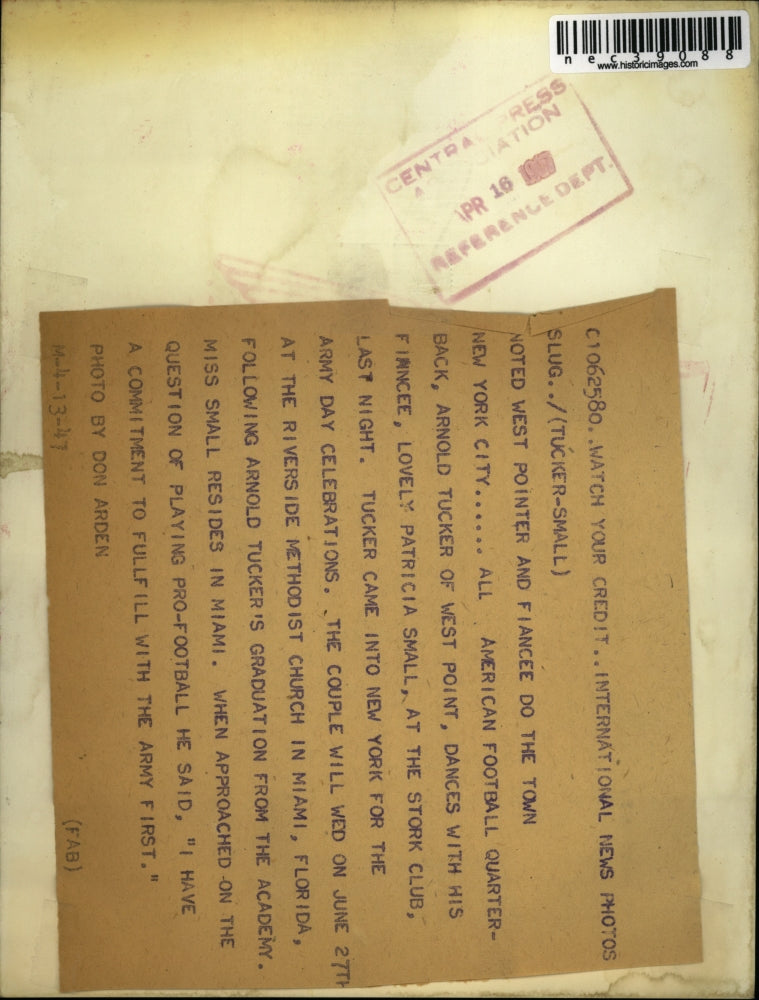 nec39088
www.historicimages.com
CENTRAL PRESS
ASSOCIATION
APR 16 1947
REFERENCE DEPT.
C1062580..WATCH YOUR CREDIT..INTERNATIONAL NEWS PHOTOS
SLUG../(TUCKER-SMALL)
NOTED WEST POINTER AND FIANCEE DO THE TOWN
NEW YORK CITY...... ALL AMERICAN FOOTBALL QUARTER-
BACK, ARNOLD TUCKER OF WEST POINT, DANCES WITH HIS
FINNCEE, LOVELY PATRICIA SMALL, AT THE STORK CLUB,
LAST NIGHT. TUCKER CAME INTO NEW YORK FOR THE
ARMY DAY CELEBRATIONS. THE COUPLE WILL WED ON JUNE 27TH
AT THE RIVERSIDE METHODIST CHURCH IN MIAMI, FLORIDA,
FOLLOWING ARNOLD TUCKER'S GRADUATION FROM THE ACADEMY.
MISS SMALL RESIDES IN MIAMI. WHEN APPROACHED ON THE
QUESTION OF PLAYING PRO-FOOTBALL HE SAID, "I HAVE
A COMMITMENT TO FULLFILL WITH THE ARMY FIRST."
PHOTO BY DON ARDEN
M-4-13-47 (FAB)